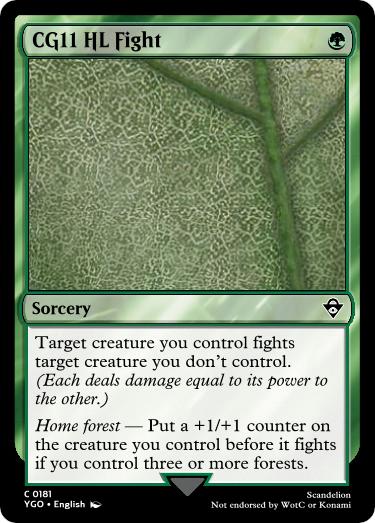 CG11 HL Fight
Sorcery
Target creature you control fights
target creature you don't control.
(Each deals damage equal to its power to
the other.)
Home forest — Put a +1/+1 counter on
the creature you control before it fights
if you control three or more forests.
C 0181
YGO • English
Scandelion
Not endorsed by WotC or Konami